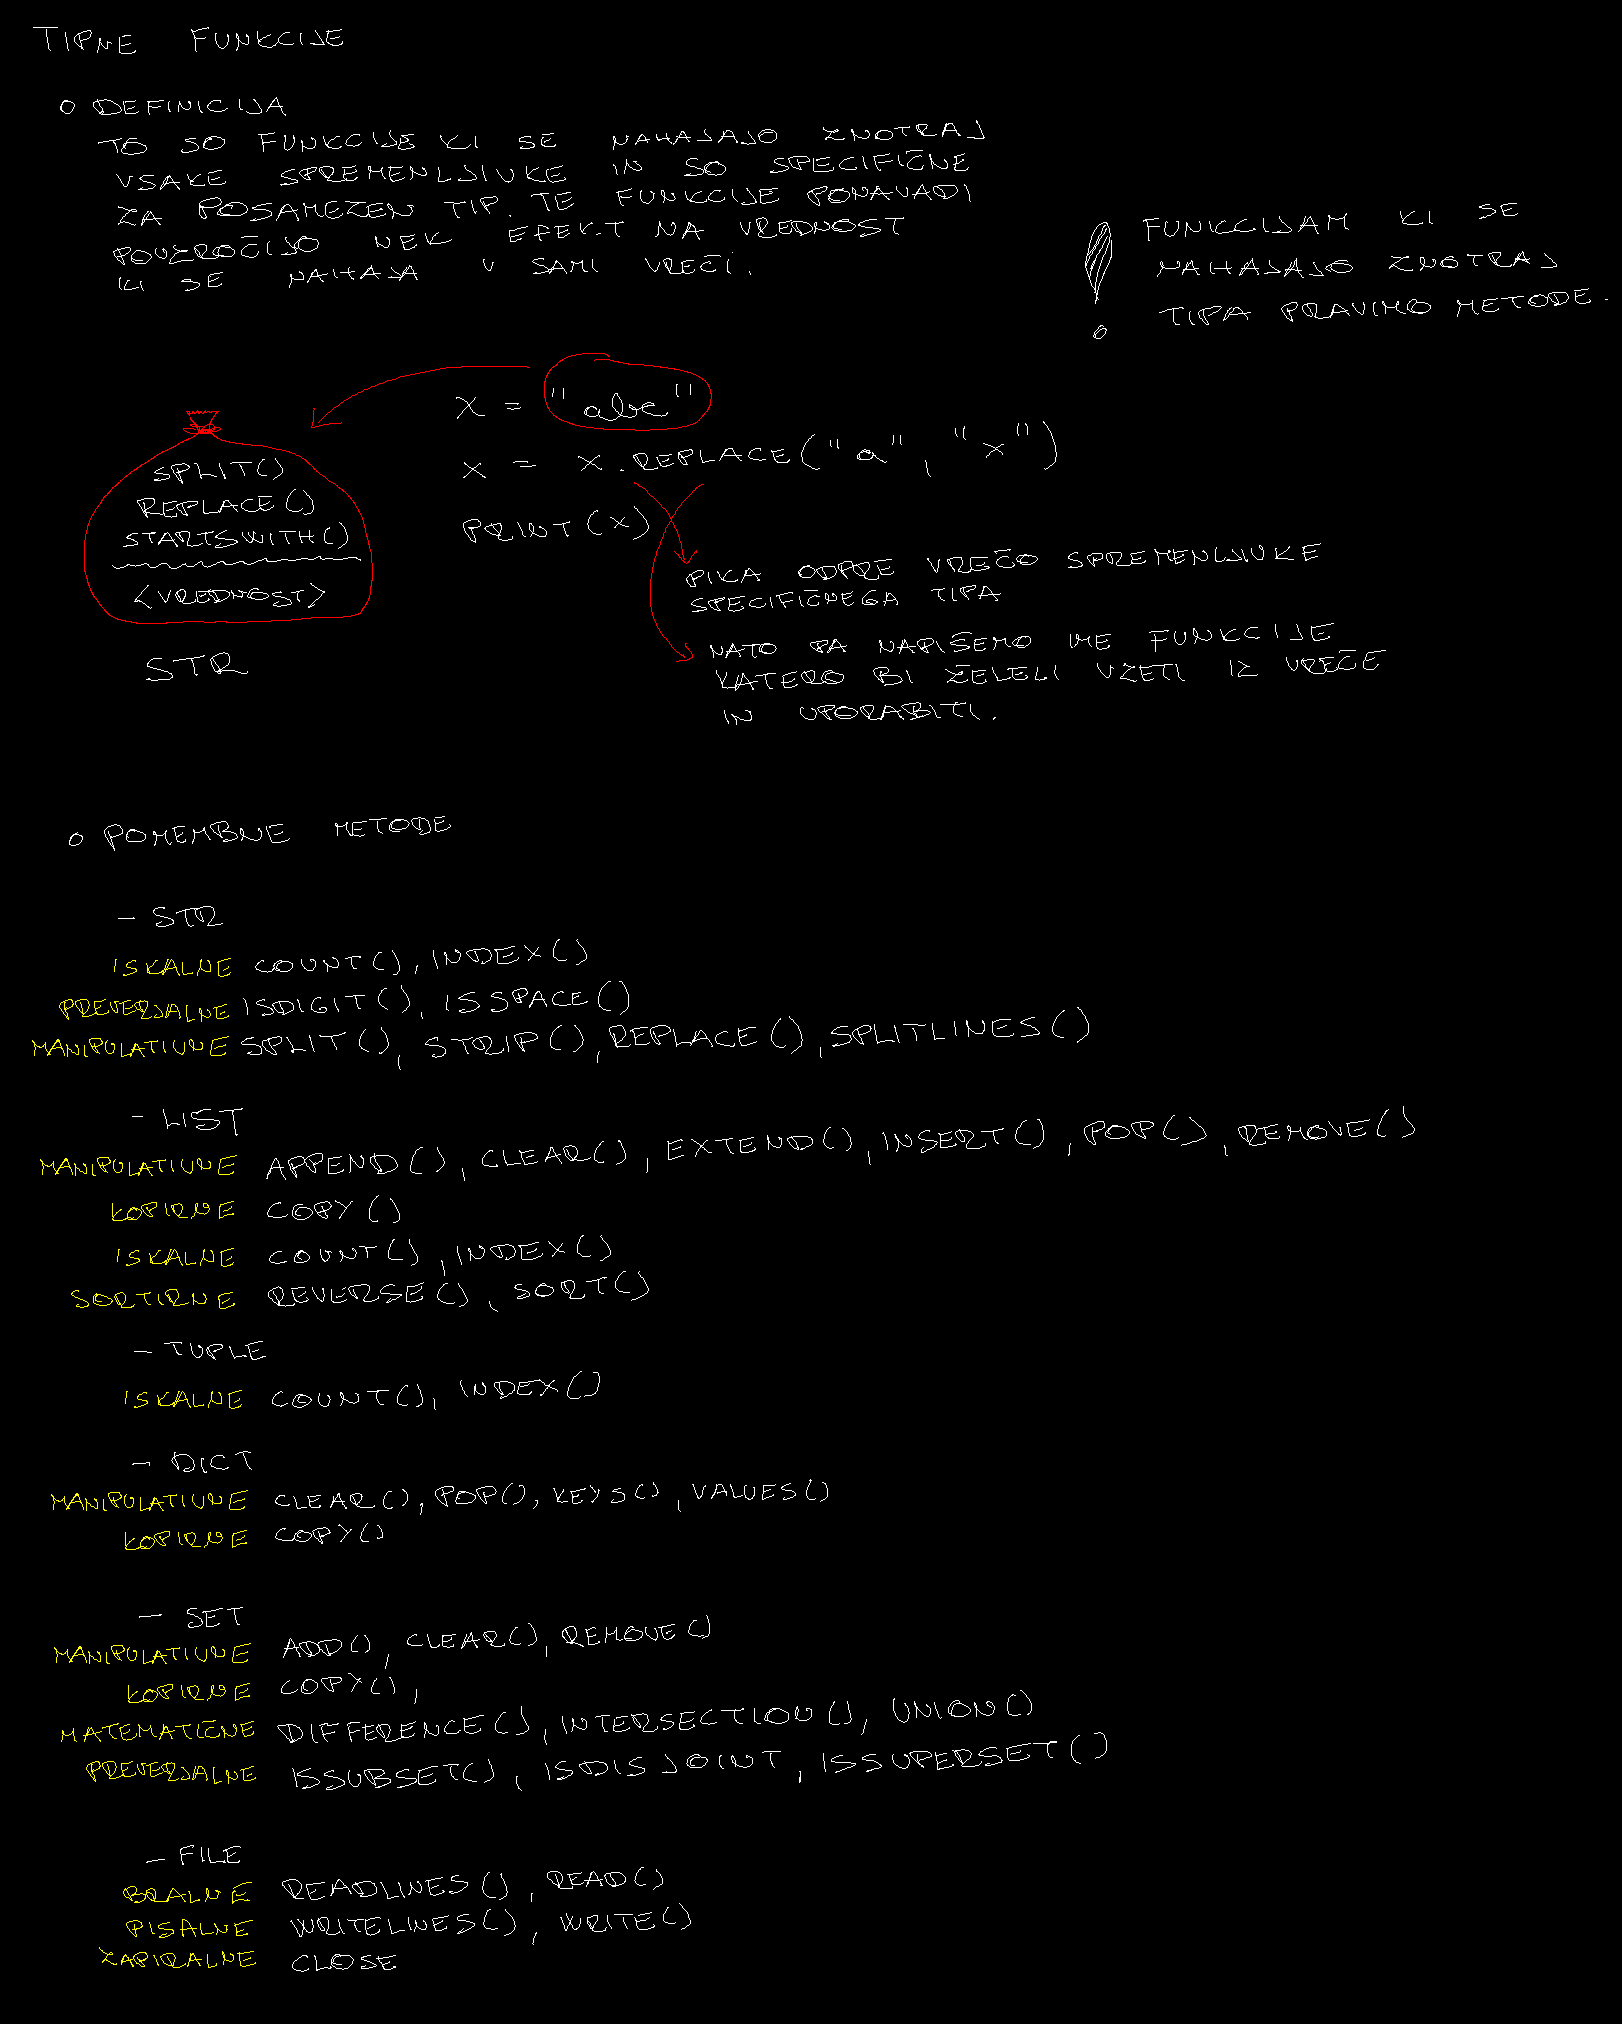 TIPNE FUNKCIJE
o DEFINICIJA
TO SO FUNKCIJE KI SE NAHAJAJO ZNOTRAJ
VSAKE SPREMENLJIVKE IN SO SPECIFIČNE
ZA POSAMEZEN TIP. TE FUNKCIJE PONAVADI
POVZROČIJO NEK EFEKT NA VREDNOST
KI SE NAHAJA V SAMI VREČI.
FUNKCIJAM KI SE
NAHAJAJO ZNOTRAJ
TIPA PRAVIMO METODE.
SPLIT()
REPLACE()
STARTSWITH()
<VREDNOST>
STR
X = "abc"
X = X.REPLACE("a", "x")
PRINT(X)
PIKA ODPRE VREČO SPREMENLJIVKE
SPECIFIČNEGA TIPA
NATO PA NAPIŠEMO IME FUNKCIJE
KATERO BI ŽELELI VZETI IZ VREČE
IN UPORABITI.
o POMEMBNE METODE
- STR
ISKALNE COUNT(), INDEX()
PREVERJALNE ISDIGIT(), ISSPACE()
MANIPULATIVNE SPLIT(), STRIP(), REPLACE(), SPLITLINES()
- LIST
MANIPULATIVNE APPEND(), CLEAR(), EXTEND(), INSERT(), POP(), REMOVE()
KOPIRNE COPY()
ISKALNE COUNT(), INDEX()
SORTIRNE REVERSE(), SORT()
- TUPLE
ISKALNE COUNT(), INDEX()
- DICT
MANIPULATIVNE CLEAR(), POP(), KEYS(), VALUES()
KOPIRNE COPY()
- SET
MANIPULATIVNE ADD(), CLEAR(), REMOVE()
KOPIRNE COPY(),
MATEMATIČNE DIFFERENCE(), INTERSECTION(), UNION()
PREVERJALNE ISSUBSET(), ISDISJOINT, ISSUPERSET()
- FILE
BRALNE READLINES(), READ()
PISALNE WRITELINES(), WRITE()
ZAPIRALNE CLOSE